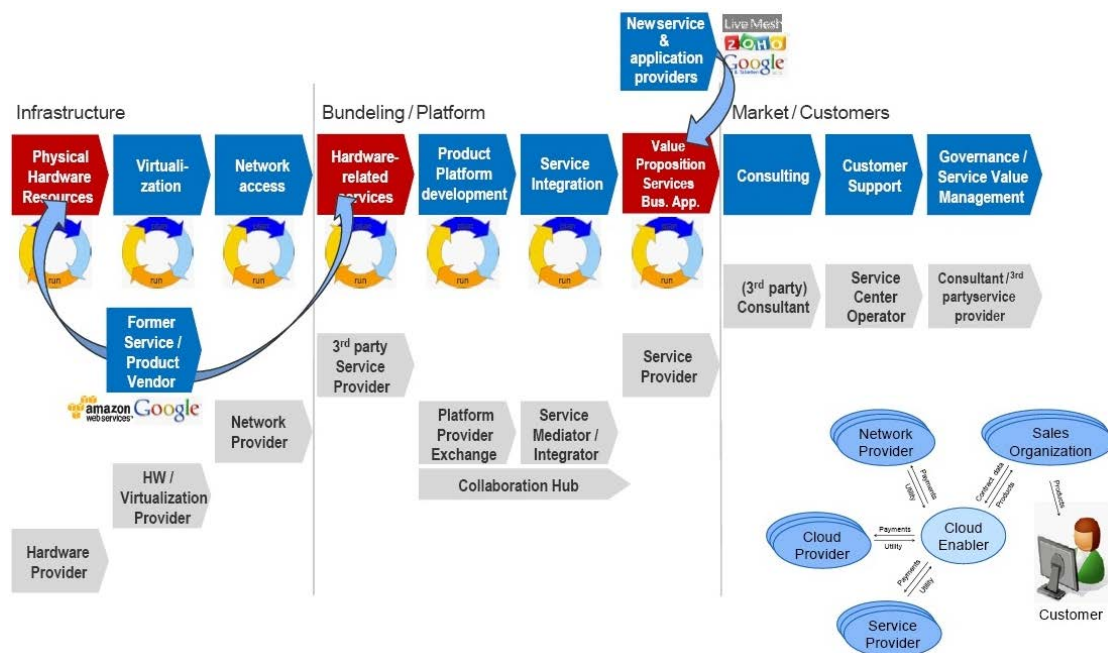 New service
&
application
providers
Live Mesh
ZOHO
Google
Infrastructure
Bundeling / Platform
Market / Customers
Physical
Hardware
Resources
Virtuali-
zation
Network
access
Hardware-
related
services
Product
Platform
development
Service
Integration
Value
Proposition
Services
Bus. App.
Consulting
Customer
Support
Governance /
Service Value
Management
run
run
run
run
run
run
run
Former
Service /
Product
Vendor
amazon
webservices
Google
(3rd party)
Consultant
Service
Center
Operator
Consultant /3rd
partyservice
provider
3rd party
Service
Provider
Service
Provider
Network
Provider
Platform
Provider
Exchange
Service
Mediator /
Integrator
Collaboration Hub
HW /
Virtualization
Provider
Hardware
Provider
Network
Provider
Sales
Organization
Payments
Utility
Contract data
Products
Products
Cloud
Provider
Payments
Utility
Cloud
Enabler
Payments
Utility
Service
Provider
Customer